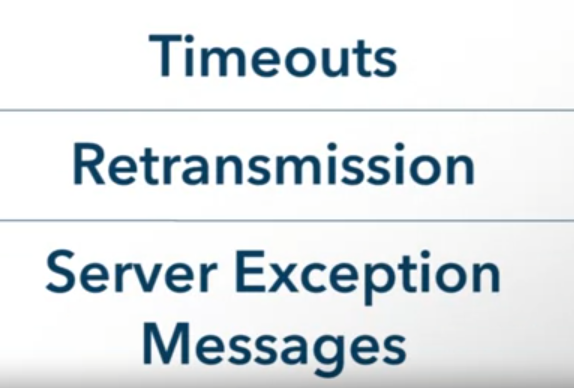 Timeouts
Retransmission
Server Exception
Messages